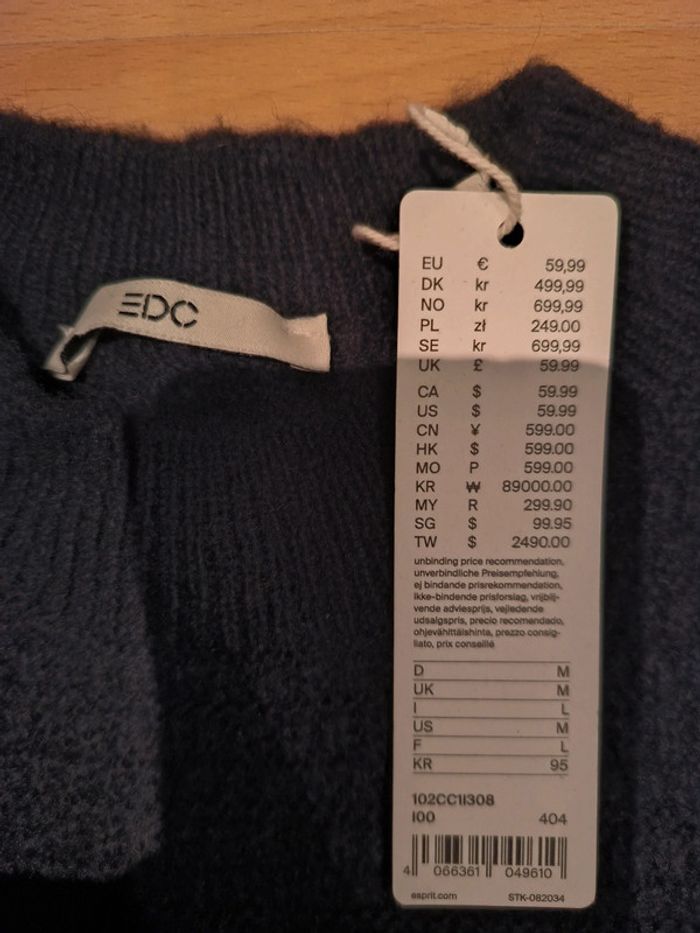 EDC
EU € 59,99
DK kr 499,99
NO kr 699,99
PL zł 249.00
SE kr 699,99
UK £ 59.99
CA $ 59.99
US $ 59.99
CN ¥ 599.00
HK $ 599.00
MO P 599.00
KR ₩ 89000.00
MY R 299.90
SG $ 99.95
TW $ 2490.00
unbinding price recommendation,
unverbindliche Preisempfehlung,
ej bindande prisrekommendation,
ikke-bindende prisforslag, vrijblij-
vende adviesprijs, vejledende
udsalgspris, precio recomendado,
ohjevähittäishinta, prezzo consig-
liato, prix conseillé
D M
UK M
I L
US M
F L
KR 95
102CC1I308
I00 404
4 066361 049610
esprit.com STK-082034